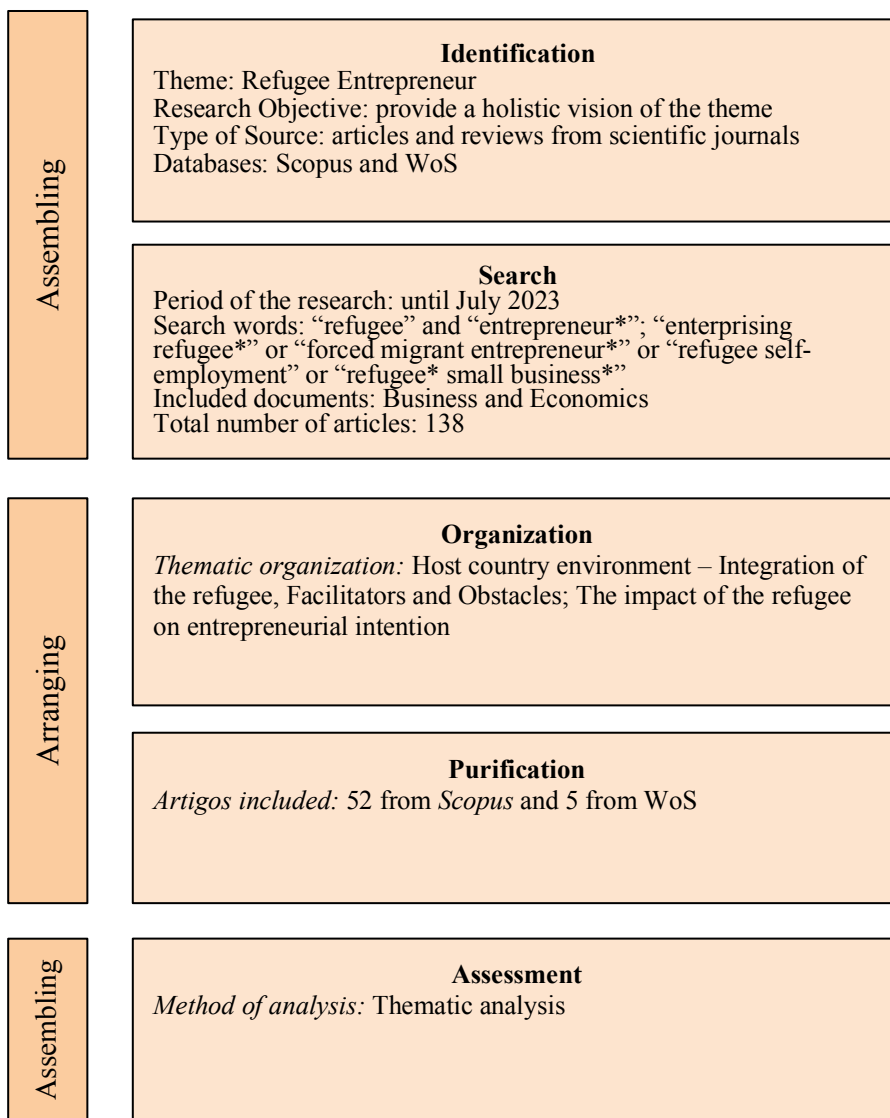 Assembling
Identification
Theme: Refugee Entrepreneur
Research Objective: provide a holistic vision of the theme
Type of Source: articles and reviews from scientific journals
Databases: Scopus and WoS
Search
Period of the research: until July 2023
Search words: “refugee” and “entrepreneur*”; “enterprising
refugee*” or “forced migrant entrepreneur*” or “refugee self-
employment” or “refugee* small business*”
Included documents: Business and Economics
Total number of articles: 138
Arranging
Organization
Thematic organization: Host country environment – Integration of
the refugee, Facilitators and Obstacles; The impact of the refugee
on entrepreneurial intention
Purification
Artigos included: 52 from Scopus and 5 from WoS
Assembling
Assessment
Method of analysis: Thematic analysis